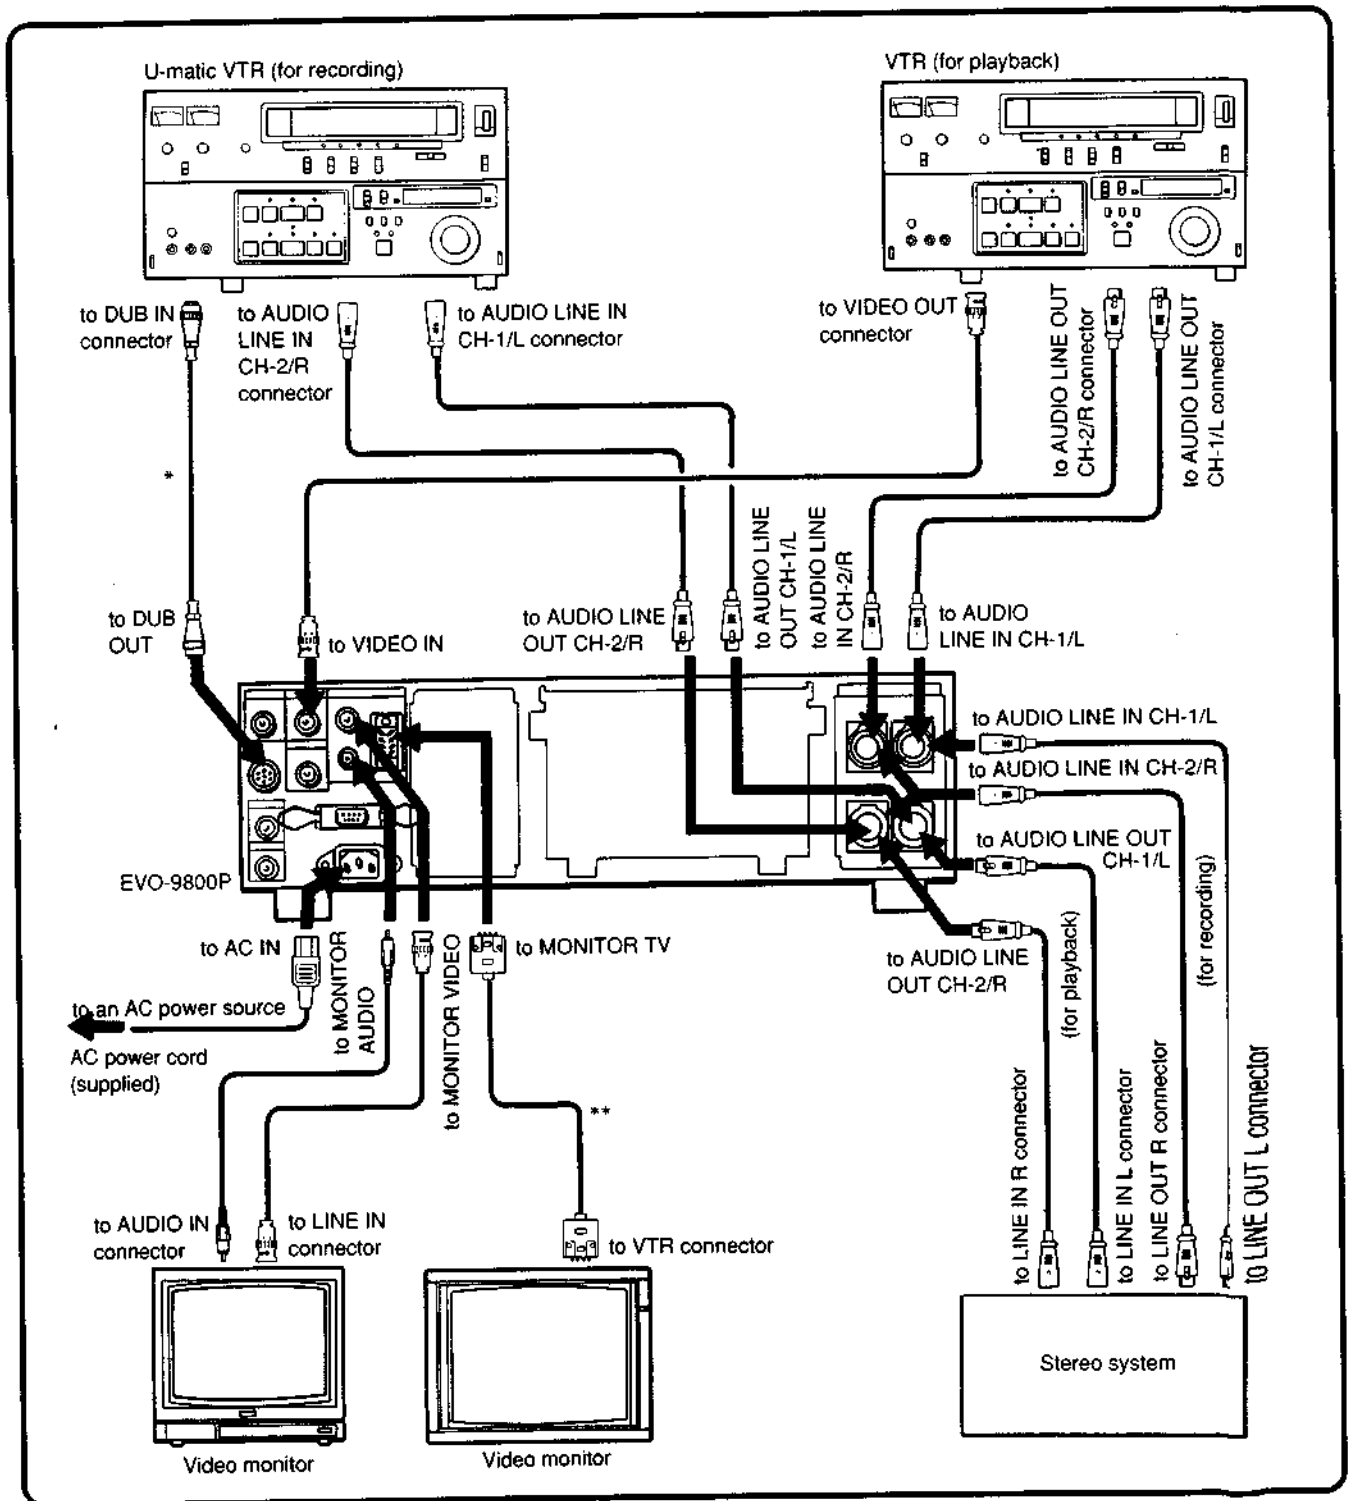 U-matic VTR (for recording)
VTR (for playback)
to DUB IN
connector
to AUDIO
LINE IN
CH-2/R
connector
to AUDIO LINE IN
CH-1/L connector
to VIDEO OUT
connector
to AUDIO LINE OUT
CH-2/R connector
to AUDIO LINE OUT
CH-1/L connector
*
to DUB
OUT
to VIDEO IN
to AUDIO LINE
OUT CH-2/R
to AUDIO LINE
OUT CH-1/L
to AUDIO LINE
IN CH-2/R
to AUDIO
LINE IN CH-1/L
to AUDIO LINE IN CH-1/L
to AUDIO LINE IN CH-2/R
to AUDIO LINE OUT
CH-1/L
EVO-9800P
to AC IN
to MONITOR
AUDIO
to MONITOR VIDEO
to MONITOR TV
to AUDIO LINE
OUT CH-2/R
(for playback)
(for recording)
to an AC power source
AC power cord
(supplied)
**
to AUDIO IN
connector
to LINE IN
connector
to VTR connector
to LINE IN R connector
to LINE IN L connector
to LINE OUT R connector
to LINE OUT L connector
Stereo system
Video monitor
Video monitor